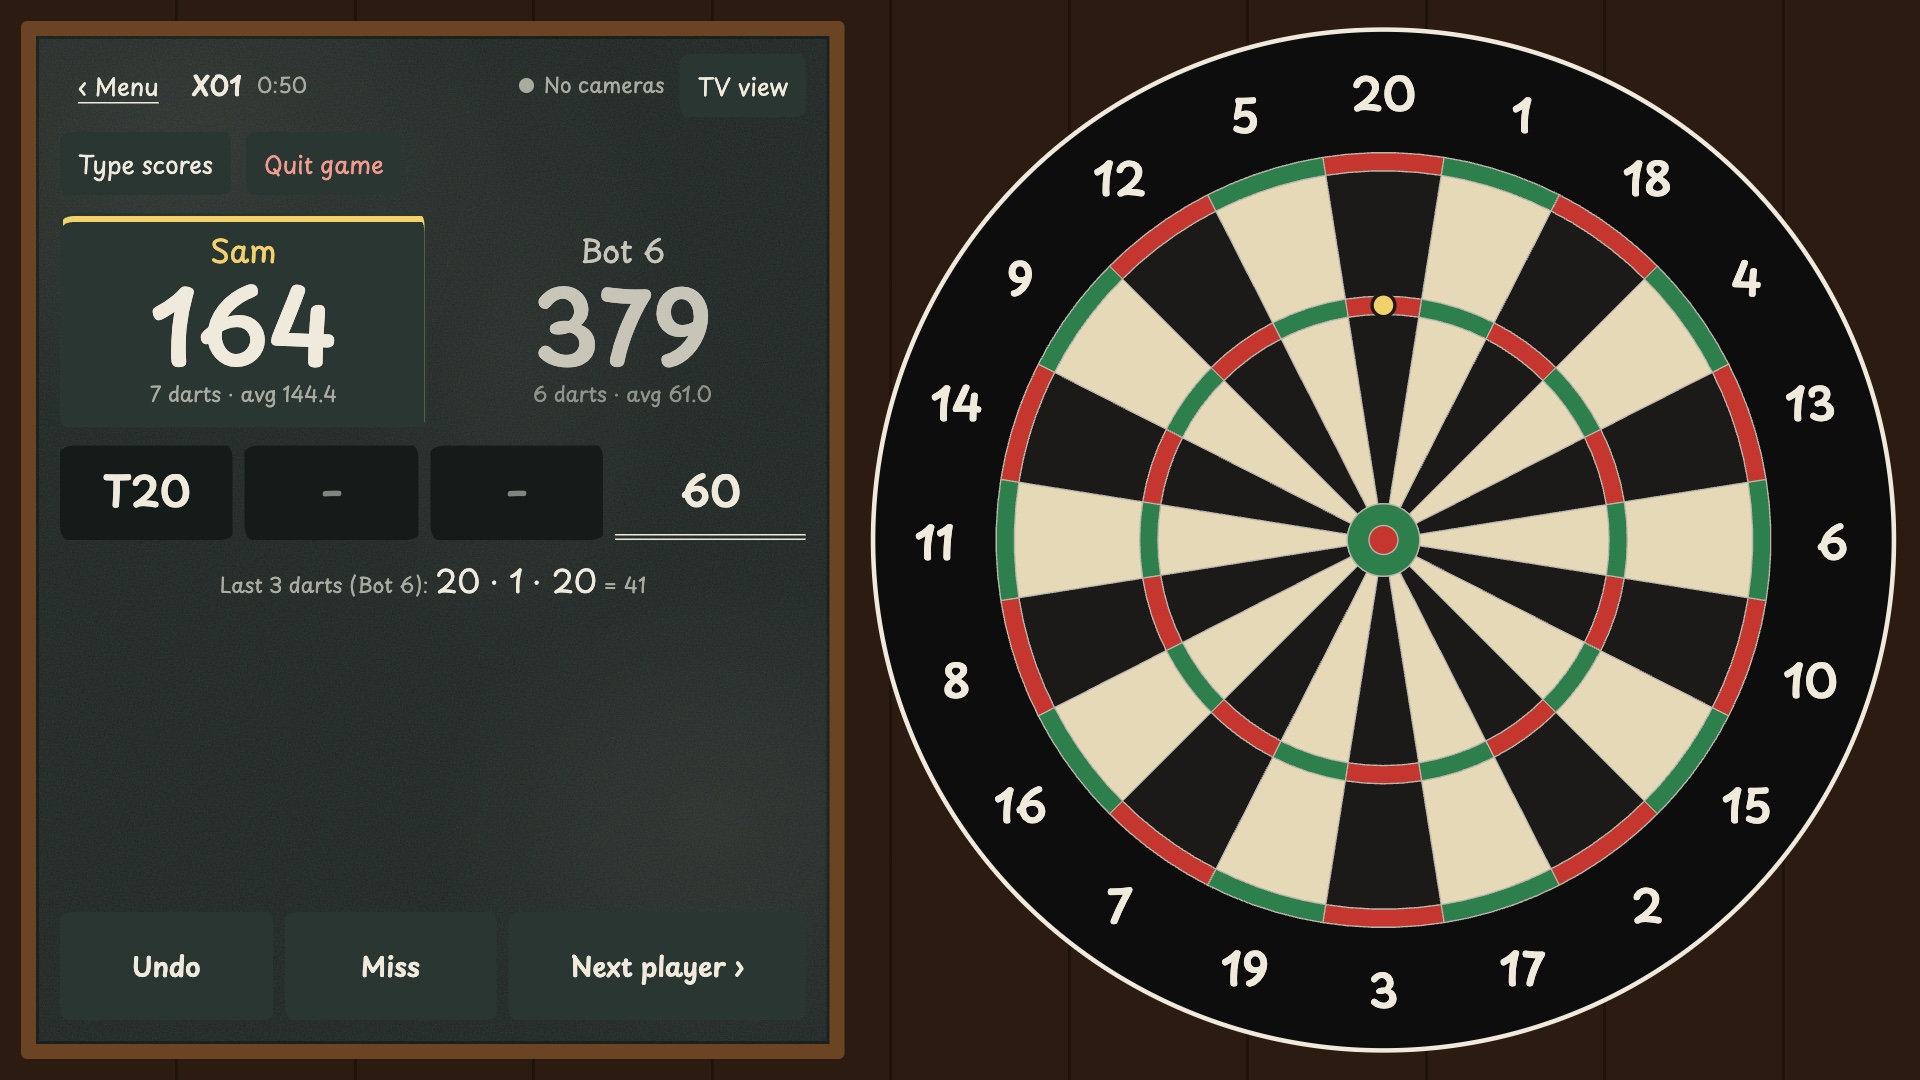 ‹ Menu X01 0:50 No cameras TV view
Type scores Quit game
Sam
164
7 darts · avg 144.4
Bot 6
379
6 darts · avg 61.0
T20 - - 60
Last 3 darts (Bot 6): 20 · 1 · 20 = 41
Undo Miss Next player ›
20
1
18
4
13
6
10
15
2
17
3
19
7
16
8
11
14
9
12
5